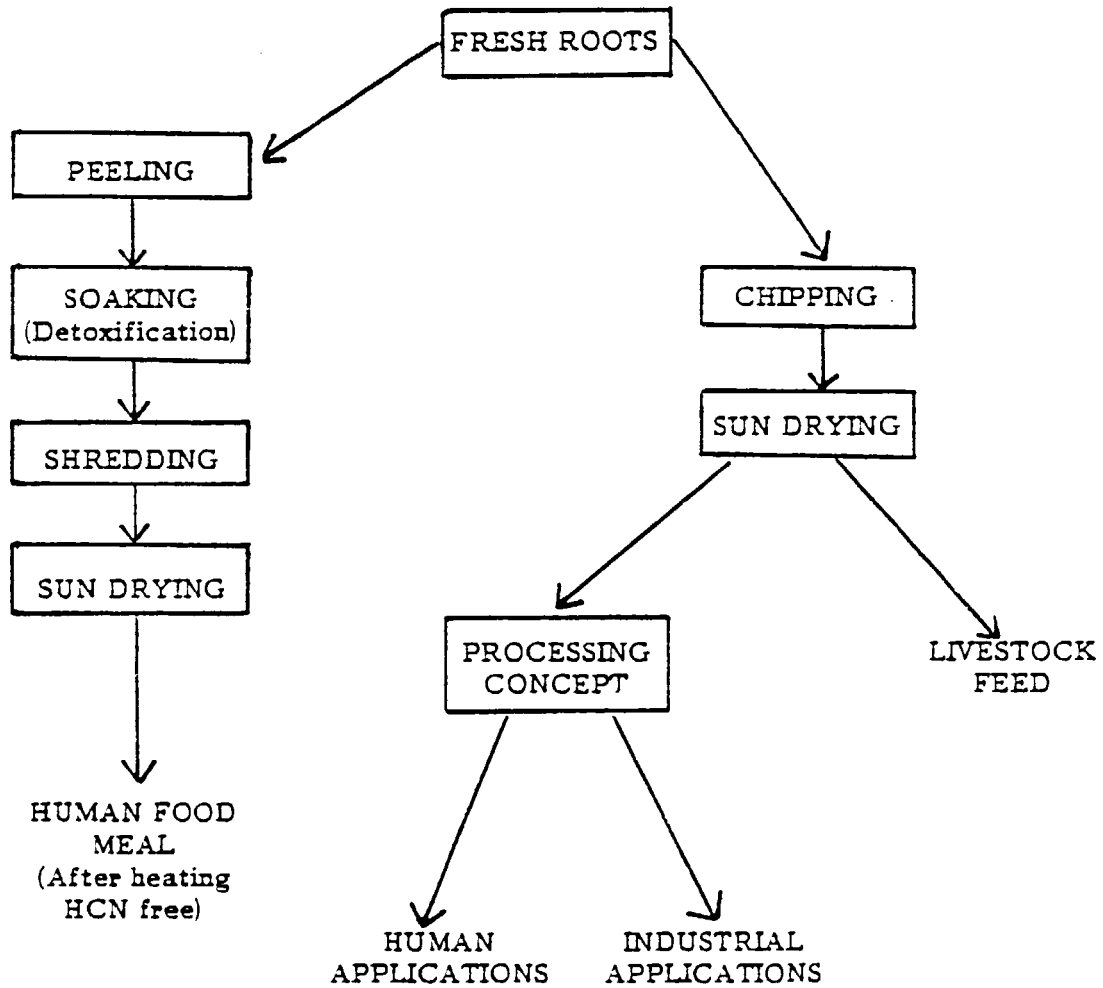 FRESH ROOTS
PEELING
SOAKING
(Detoxification)
SHREDDING
SUN DRYING
HUMAN FOOD
MEAL
(After heating
HCN free)
CHIPPING
SUN DRYING
PROCESSING
CONCEPT
LIVESTOCK
FEED
HUMAN
APPLICATIONS
INDUSTRIAL
APPLICATIONS